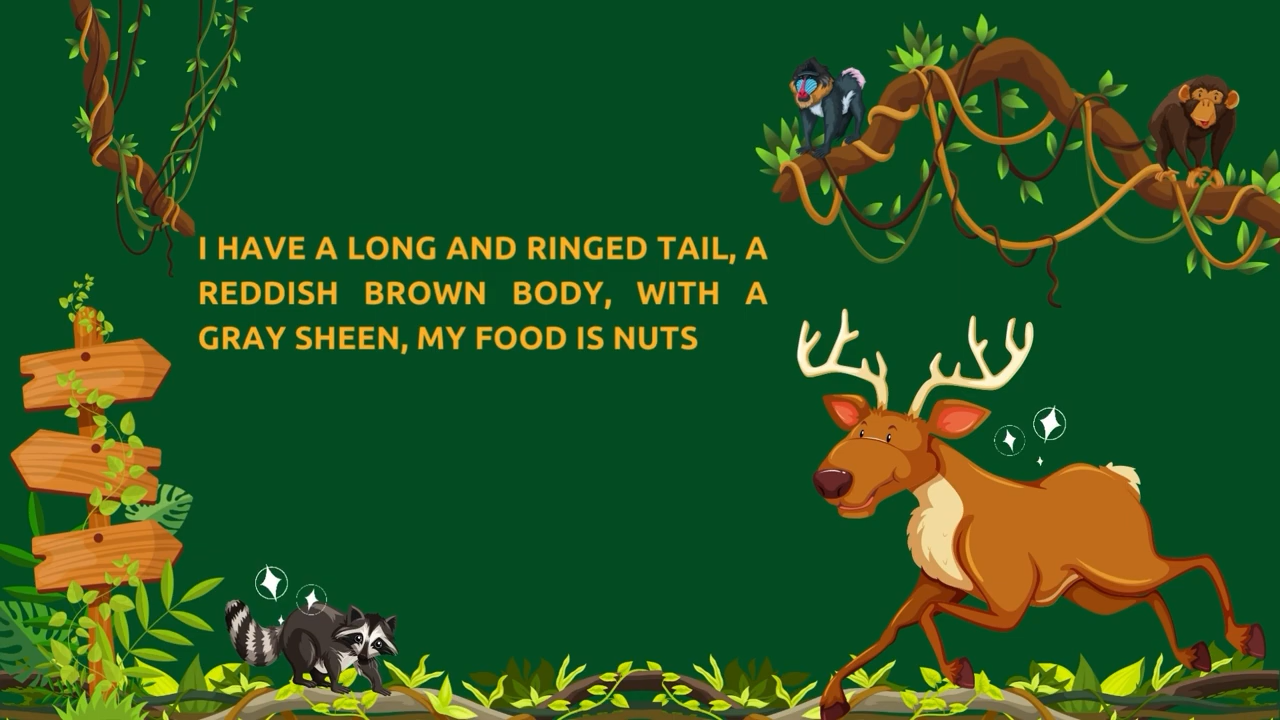 I HAVE A LONG AND RINGED TAIL, A
REDDISH BROWN BODY, WITH A
GRAY SHEEN, MY FOOD IS NUTS